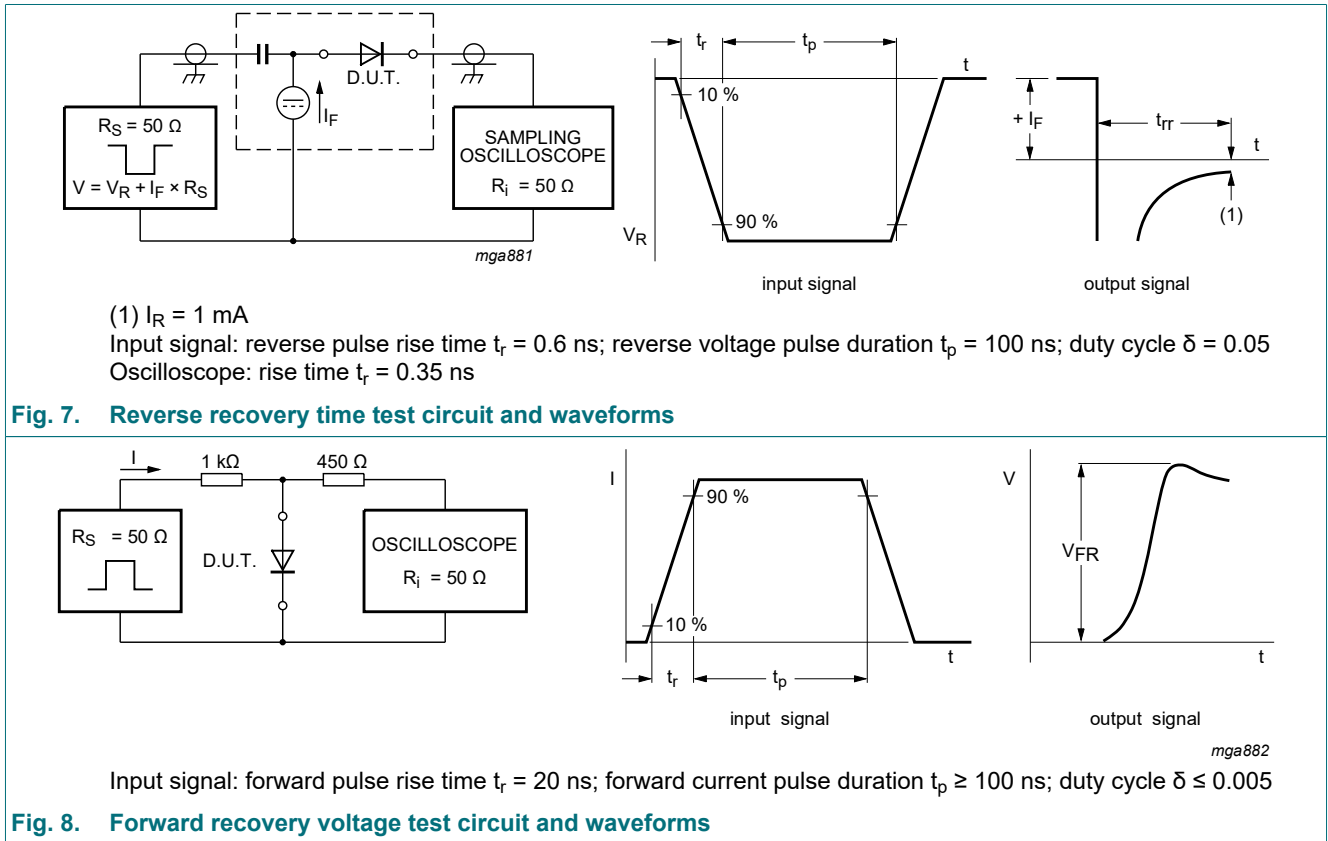 D.U.T.
I_F
R_S = 50 Ω
V = V_R + I_F × R_S
SAMPLING
OSCILLOSCOPE
R_i = 50 Ω
mga881
t_r
t_p
t
10 %
90 %
V_R
input signal
+ I_F
t_rr
t
(1)
output signal
(1) I_R = 1 mA
Input signal: reverse pulse rise time t_r = 0.6 ns; reverse voltage pulse duration t_p = 100 ns; duty cycle δ = 0.05
Oscilloscope: rise time t_r = 0.35 ns
Fig. 7. Reverse recovery time test circuit and waveforms
I
1 kΩ
450 Ω
R_S = 50 Ω
D.U.T.
OSCILLOSCOPE
R_i = 50 Ω
I
90 %
10 %
t
t_r
t_p
input signal
V
V_FR
t
output signal
mga882
Input signal: forward pulse rise time t_r = 20 ns; forward current pulse duration t_p ≥ 100 ns; duty cycle δ ≤ 0.005
Fig. 8. Forward recovery voltage test circuit and waveforms